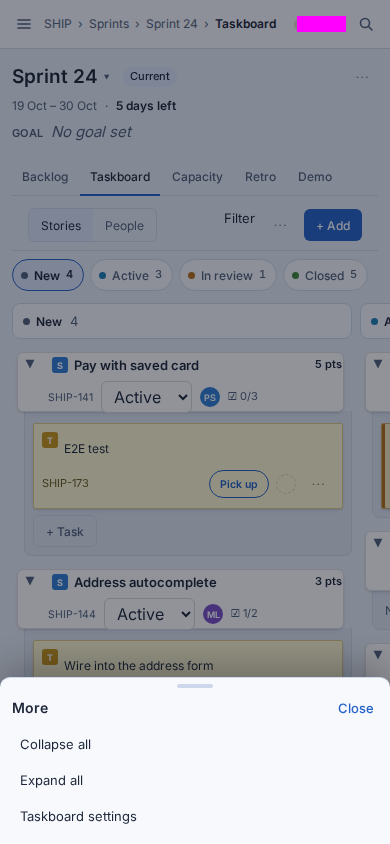 SHIP › Sprints › Sprint 24 › Taskboard
Sprint 24 ▾ Current ...
19 Oct – 30 Oct · 5 days left
GOAL No goal set
Backlog Taskboard Capacity Retro Demo
Stories People Filter ... + Add
New 4 Active 3 In review 1 Closed 5
New 4 A
▼ S Pay with saved card 5 pts
SHIP-141 Active PS ☑ 0/3
T E2E test
SHIP-173 Pick up ...
+ Task
▼ S Address autocomplete 3 pts
SHIP-144 Active ML ☑ 1/2
T Wire into the address form
More Close
Collapse all
Expand all
Taskboard settings